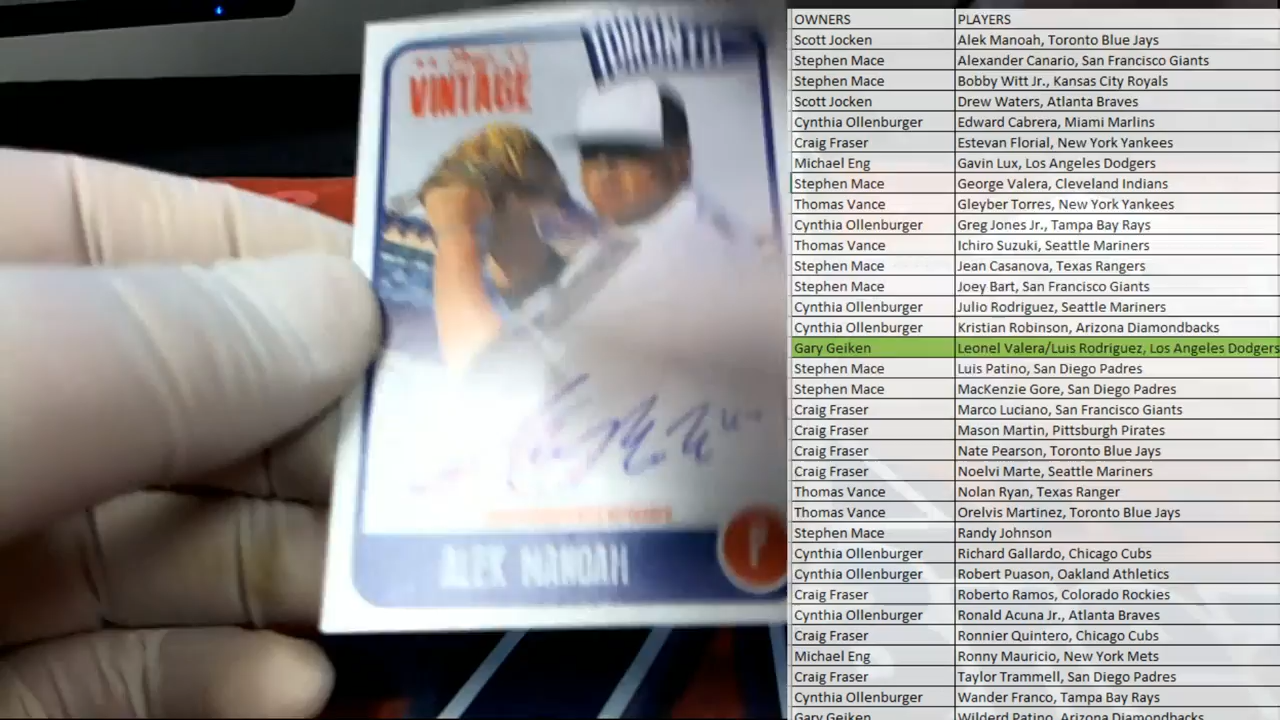 TORONTO
VINTAGE
ALEK MANOAH
P
OWNERS PLAYERS
Scott Jocken Alek Manoah, Toronto Blue Jays
Stephen Mace Alexander Canario, San Francisco Giants
Stephen Mace Bobby Witt Jr., Kansas City Royals
Scott Jocken Drew Waters, Atlanta Braves
Cynthia Ollenburger Edward Cabrera, Miami Marlins
Craig Fraser Estevan Florial, New York Yankees
Michael Eng Gavin Lux, Los Angeles Dodgers
Stephen Mace George Valera, Cleveland Indians
Thomas Vance Gleyber Torres, New York Yankees
Cynthia Ollenburger Greg Jones Jr., Tampa Bay Rays
Thomas Vance Ichiro Suzuki, Seattle Mariners
Stephen Mace Jean Casanova, Texas Rangers
Stephen Mace Joey Bart, San Francisco Giants
Cynthia Ollenburger Julio Rodriguez, Seattle Mariners
Cynthia Ollenburger Kristian Robinson, Arizona Diamondbacks
Gary Geiken Leonel Valera/Luis Rodriguez, Los Angeles Dodgers
Stephen Mace Luis Patino, San Diego Padres
Stephen Mace MacKenzie Gore, San Diego Padres
Craig Fraser Marco Luciano, San Francisco Giants
Craig Fraser Mason Martin, Pittsburgh Pirates
Craig Fraser Nate Pearson, Toronto Blue Jays
Craig Fraser Noelvi Marte, Seattle Mariners
Thomas Vance Nolan Ryan, Texas Ranger
Thomas Vance Orelvis Martinez, Toronto Blue Jays
Stephen Mace Randy Johnson
Cynthia Ollenburger Richard Gallardo, Chicago Cubs
Cynthia Ollenburger Robert Puason, Oakland Athletics
Craig Fraser Roberto Ramos, Colorado Rockies
Cynthia Ollenburger Ronald Acuna Jr., Atlanta Braves
Craig Fraser Ronnier Quintero, Chicago Cubs
Michael Eng Ronny Mauricio, New York Mets
Craig Fraser Taylor Trammell, San Diego Padres
Cynthia Ollenburger Wander Franco, Tampa Bay Rays
Gary Geiken Wilderd Patino, Arizona Diamondbacks